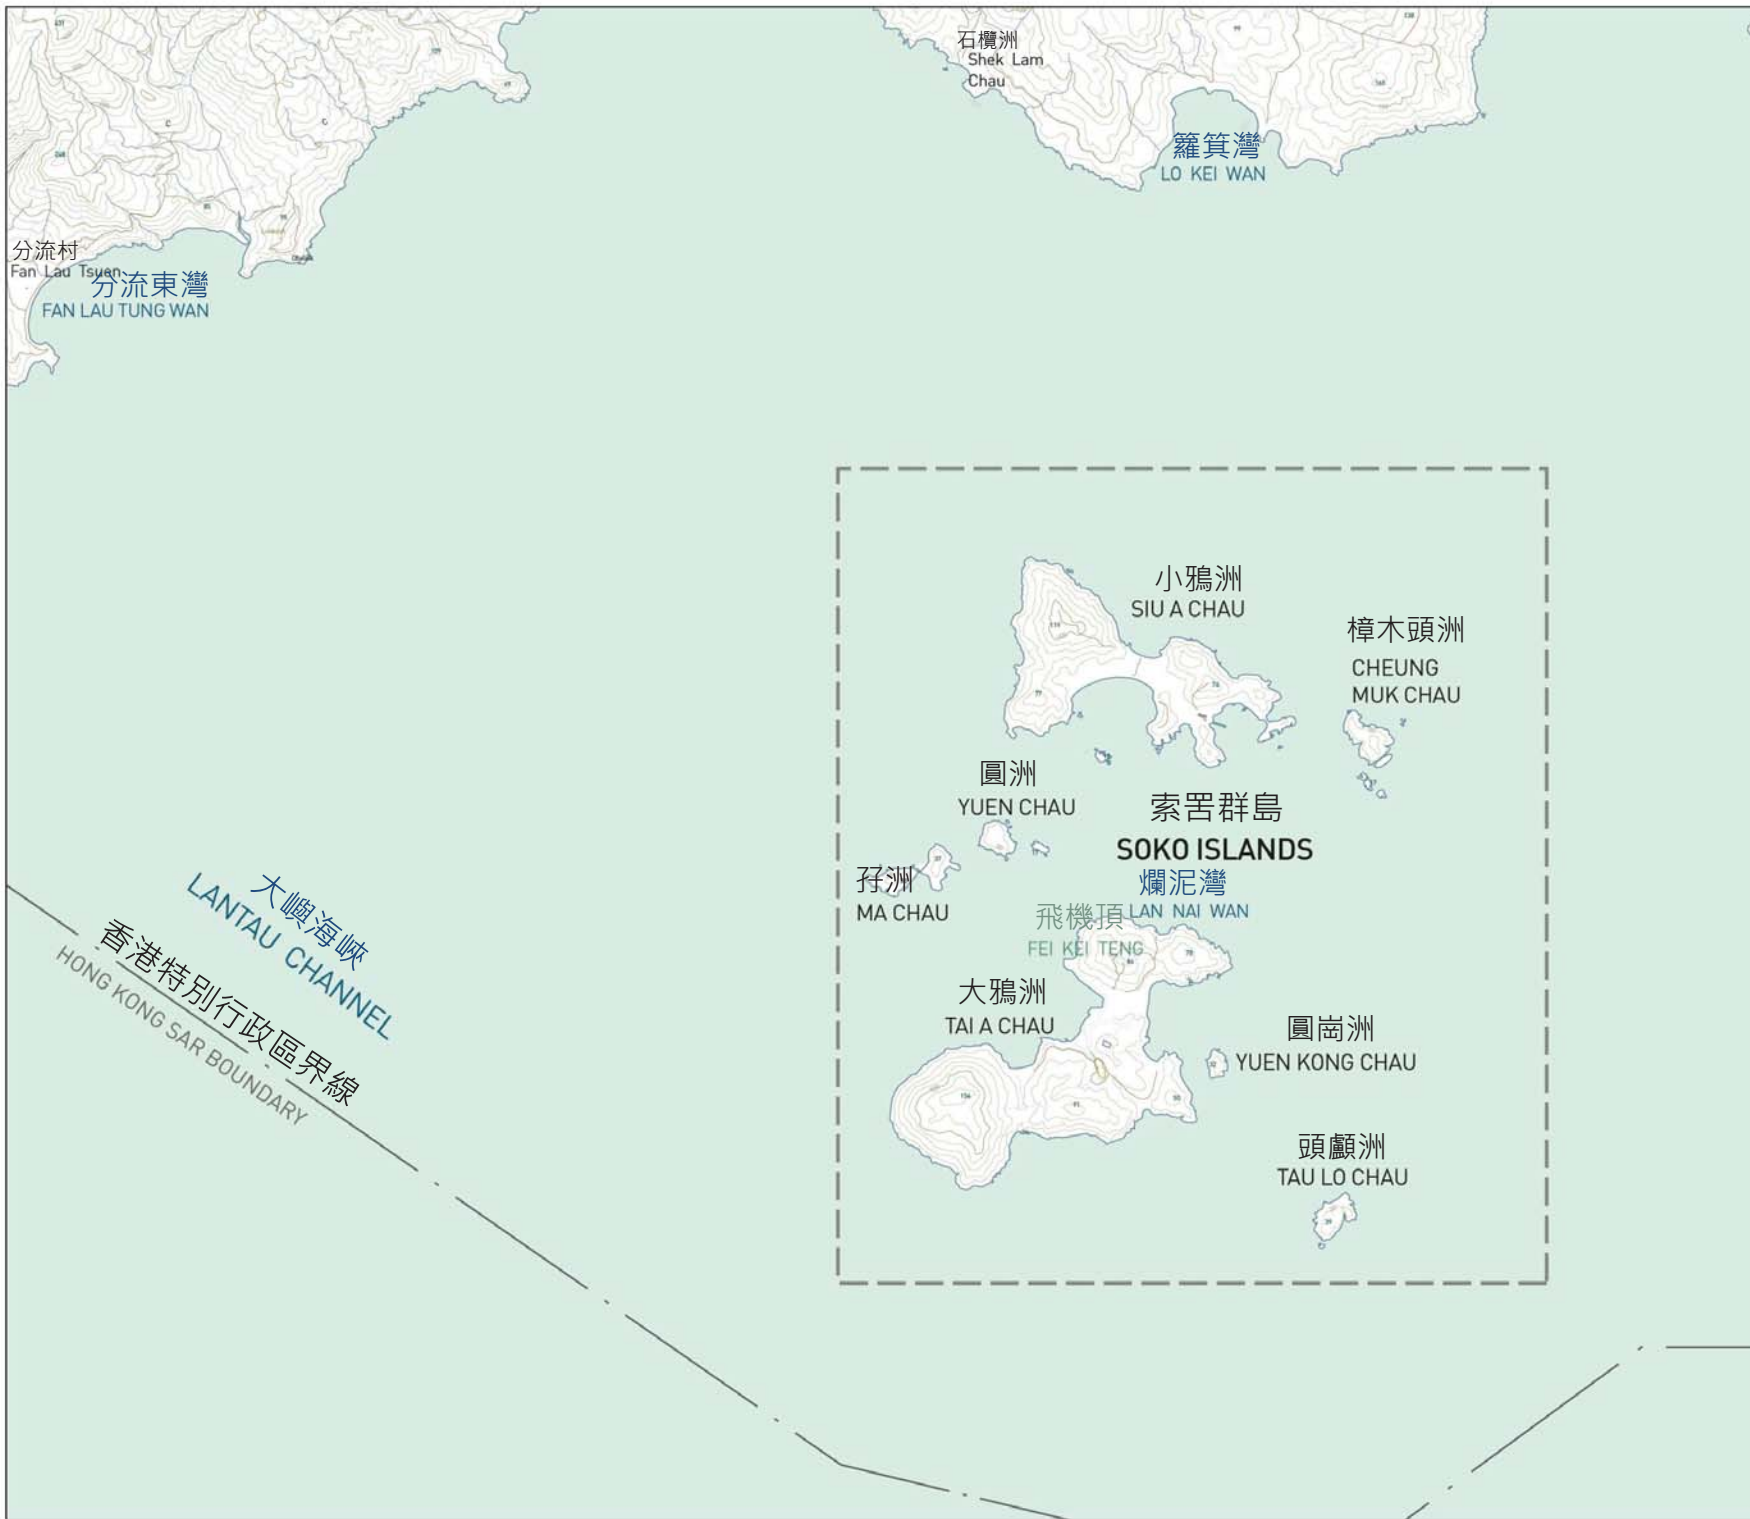 石欖洲
Shek Lam
Chau
籮箕灣
LO KEI WAN
分流村
Fan Lau Tsuen
分流東灣
FAN LAU TUNG WAN
小鴉洲
SIU A CHAU
樟木頭洲
CHEUNG
MUK CHAU
圓洲
YUEN CHAU
索罟群島
SOKO ISLANDS
孖洲
MA CHAU
爛泥灣
LAN NAI WAN
飛機頂
FEI KEI TENG
大鴉洲
TAI A CHAU
圓崗洲
YUEN KONG CHAU
頭顱洲
TAU LO CHAU
大嶼海峽
LANTAU CHANNEL
香港特別行政區界線
HONG KONG SAR BOUNDARY